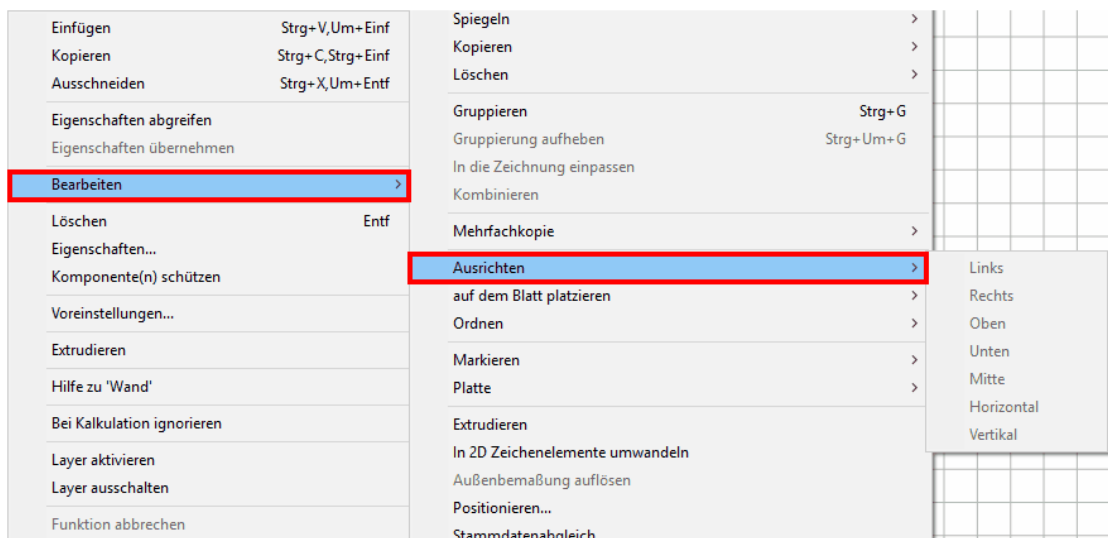 Einfügen Strg+V,Um+Einf
Kopieren Strg+C,Strg+Einf
Ausschneiden Strg+X,Um+Entf
Eigenschaften abgreifen
Eigenschaften übernehmen
Bearbeiten >
Löschen Entf
Eigenschaften...
Komponente(n) schützen
Voreinstellungen...
Extrudieren
Hilfe zu 'Wand'
Bei Kalkulation ignorieren
Layer aktivieren
Layer ausschalten
Funktion abbrechen
Spiegeln >
Kopieren >
Löschen >
Gruppieren Strg+G
Gruppierung aufheben Strg+Um+G
In die Zeichnung einpassen
Kombinieren
Mehrfachkopie >
Ausrichten >
auf dem Blatt platzieren >
Ordnen >
Markieren >
Platte >
Extrudieren
In 2D Zeichenelemente umwandeln
Außenbemaßung auflösen
Positionieren...
Stammdatenabgleich
Links
Rechts
Oben
Unten
Mitte
Horizontal
Vertikal